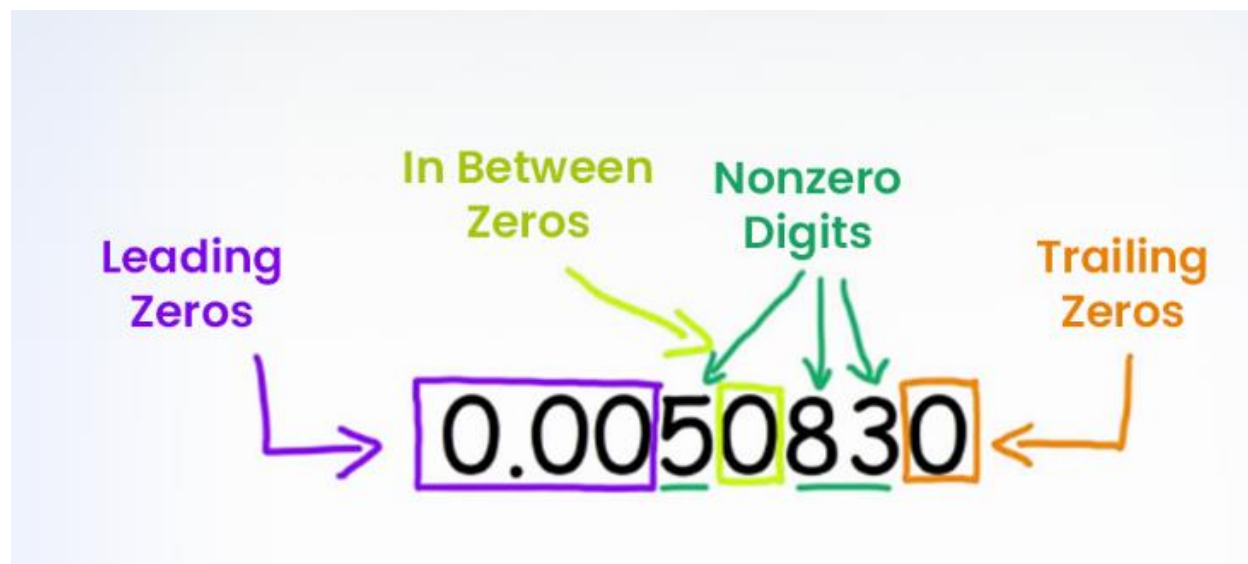 In Between
Zeros
Nonzero
Digits
Leading
Zeros
Trailing
Zeros
0.0050830